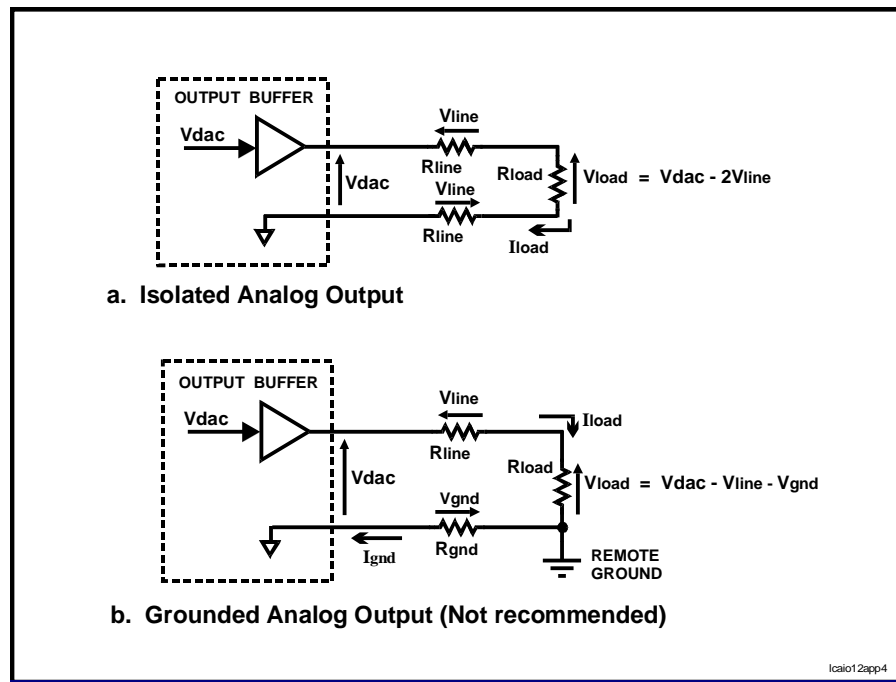 OUTPUT BUFFER
Vdac
Vdac
Vline
Rline
Vline
Rline
Rload
Vload = Vdac - 2Vline
Iload
a. Isolated Analog Output
OUTPUT BUFFER
Vdac
Vdac
Vline
Rline
Iload
Rload
Vload = Vdac - Vline - Vgnd
Vgnd
Rgnd
Ignd
REMOTE
GROUND
b. Grounded Analog Output (Not recommended)
lcaio12app4